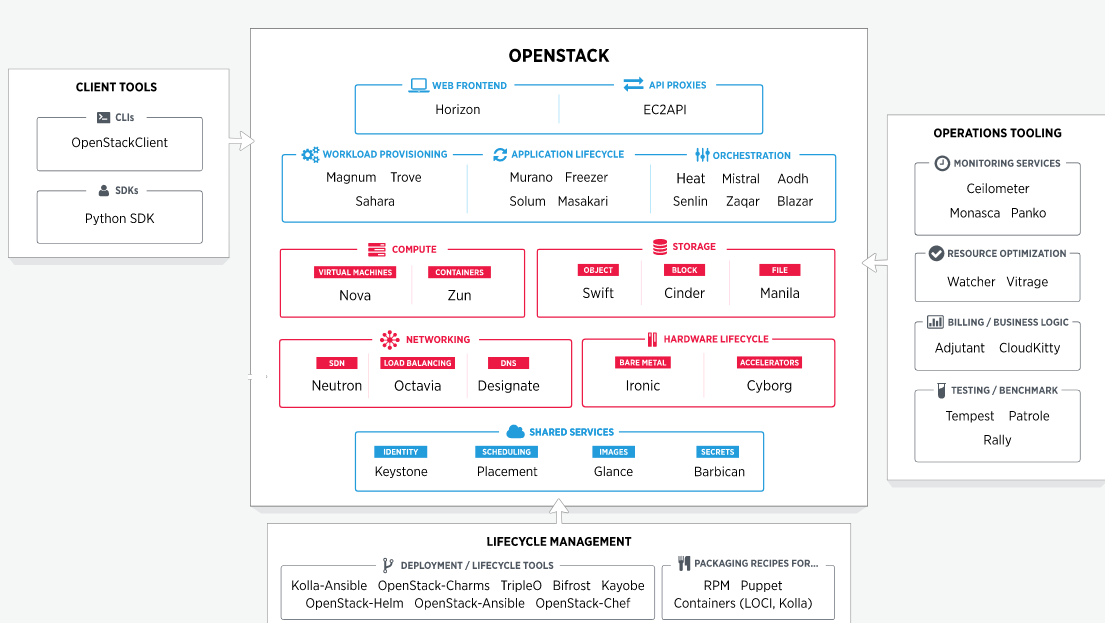 OPENSTACK
WEB FRONTEND
API PROXIES
Horizon
EC2API
WORKLOAD PROVISIONING
APPLICATION LIFECYCLE
ORCHESTRATION
Magnum Trove
Sahara
Murano Freezer
Solum Masakari
Heat Mistral Aodh
Senlin Zaqar Blazar
COMPUTE
VIRTUAL MACHINES
CONTAINERS
Nova
Zun
STORAGE
OBJECT
BLOCK
FILE
Swift
Cinder
Manila
NETWORKING
SDN
LOAD BALANCING
DNS
Neutron
Octavia
Designate
HARDWARE LIFECYCLE
BARE METAL
ACCELERATORS
Ironic
Cyborg
SHARED SERVICES
IDENTITY
SCHEDULING
IMAGES
SECRETS
Keystone
Placement
Glance
Barbican
CLIENT TOOLS
CLIs
OpenStackClient
SDKs
Python SDK
OPERATIONS TOOLING
MONITORING SERVICES
Ceilometer
Monasca Panko
RESOURCE OPTIMIZATION
Watcher Vitrage
BILLING / BUSINESS LOGIC
Adjutant CloudKitty
TESTING / BENCHMARK
Tempest Patrole
Rally
LIFECYCLE MANAGEMENT
DEPLOYMENT / LIFECYCLE TOOLS
Kolla-Ansible OpenStack-Charms TripleO Bifrost Kayobe
OpenStack-Helm OpenStack-Ansible OpenStack-Chef
PACKAGING RECIPES FOR...
RPM Puppet
Containers (LOCI, Kolla)